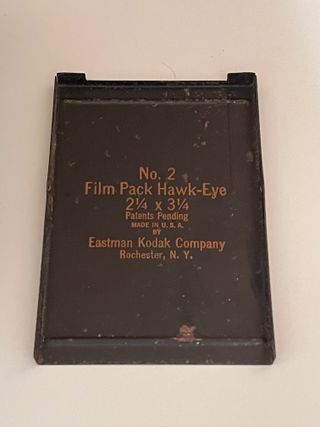 No. 2
Film Pack Hawk-Eye
2¼ x 3¼
Patents Pending
MADE IN U.S.A.
BY
Eastman Kodak Company
Rochester, N. Y.